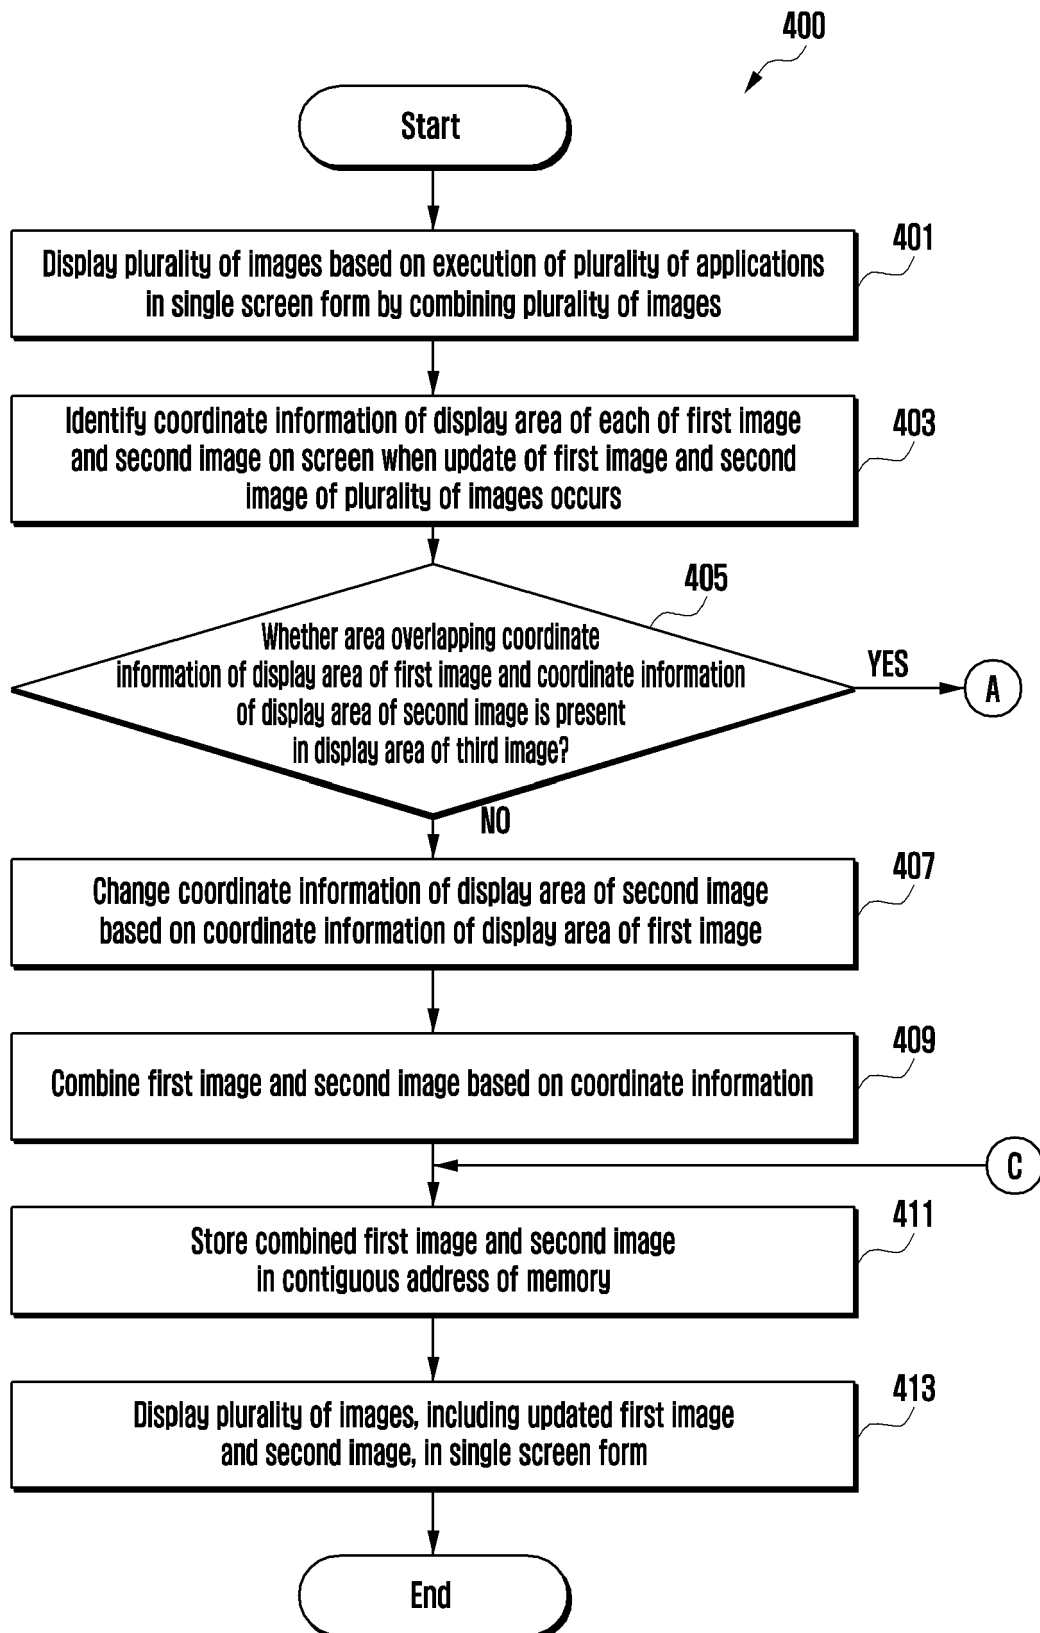 400
Start
401
Display plurality of images based on execution of plurality of applications
in single screen form by combining plurality of images
Identify coordinate information of display area of each of first image
and second image on screen when update of first image and second
image of plurality of images occurs
403
405
Whether area overlapping coordinate
information of display area of first image and coordinate information
of display area of second image is present
in display area of third image?
YES
A
NO
407
Change coordinate information of display area of second image
based on coordinate information of display area of first image
409
Combine first image and second image based on coordinate information
C
411
Store combined first image and second image
in contiguous address of memory
413
Display plurality of images, including updated first image
and second image, in single screen form
End